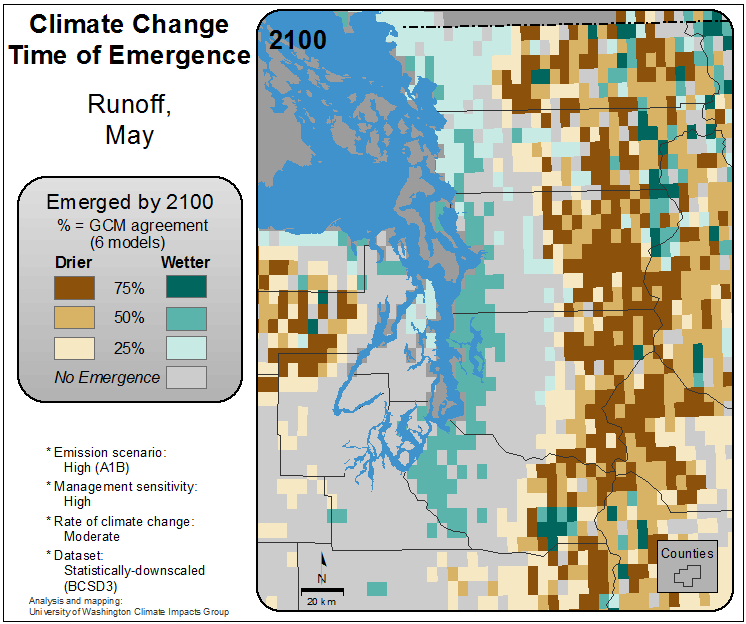 Climate Change
Time of Emergence
Runoff,
May
Emerged by 2100
% = GCM agreement
(6 models)
Drier Wetter
75%
50%
25%
No Emergence
* Emission scenario:
High (A1B)
* Management sensitivity:
High
* Rate of climate change:
Moderate
* Dataset:
Statistically-downscaled
(BCSD3)
Analysis and mapping:
University of Washington Climate Impacts Group
2100
N
20 km
Counties